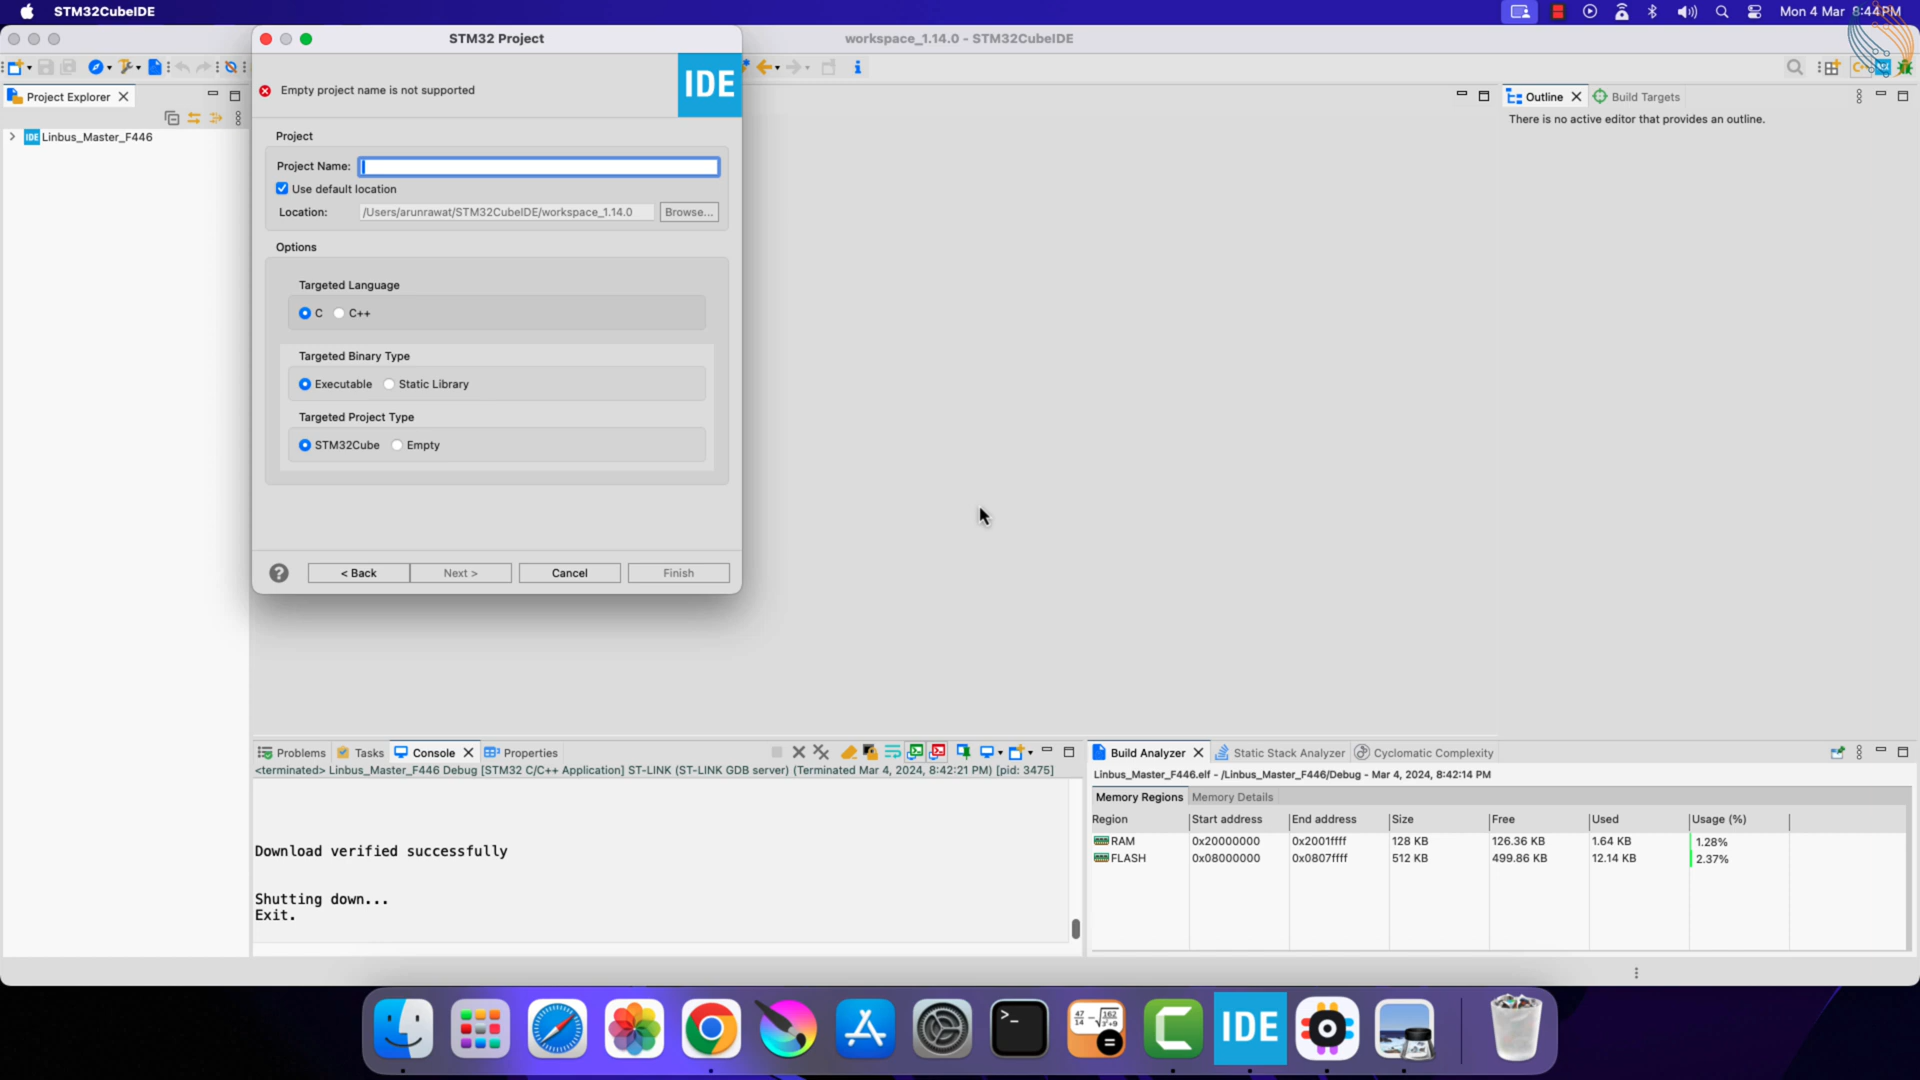 STM32CubeIDE
Mon 4 Mar 8:44PM
STM32 Project
workspace_1.14.0 - STM32CubeIDE
Empty project name is not supported
IDE
Project Explorer
Outline
Build Targets
There is no active editor that provides an outline.
IDE Linbus_Master_F446
Project
Project Name:
Use default location
Location: /Users/arunrawat/STM32CubeIDE/workspace_1.14.0 Browse...
Options
Targeted Language
C C++
Targeted Binary Type
Executable Static Library
Targeted Project Type
STM32Cube Empty
? < Back Next > Cancel Finish
Problems Tasks Console Properties
<terminated> Linbus_Master_F446 Debug [STM32 C/C++ Application] ST-LINK (ST-LINK GDB server) (Terminated Mar 4, 2024, 8:42:21 PM) [pid: 3475]
Download verified successfully
Shutting down...
Exit.
Build Analyzer Static Stack Analyzer Cyclomatic Complexity
Linbus_Master_F446.elf - /Linbus_Master_F446/Debug - Mar 4, 2024, 8:42:14 PM
Memory Regions Memory Details
Region Start address End address Size Free Used Usage (%)
RAM 0x20000000 0x2001ffff 128 KB 126.36 KB 1.64 KB 1.28%
FLASH 0x08000000 0x0807ffff 512 KB 499.86 KB 12.14 KB 2.37%
IDE